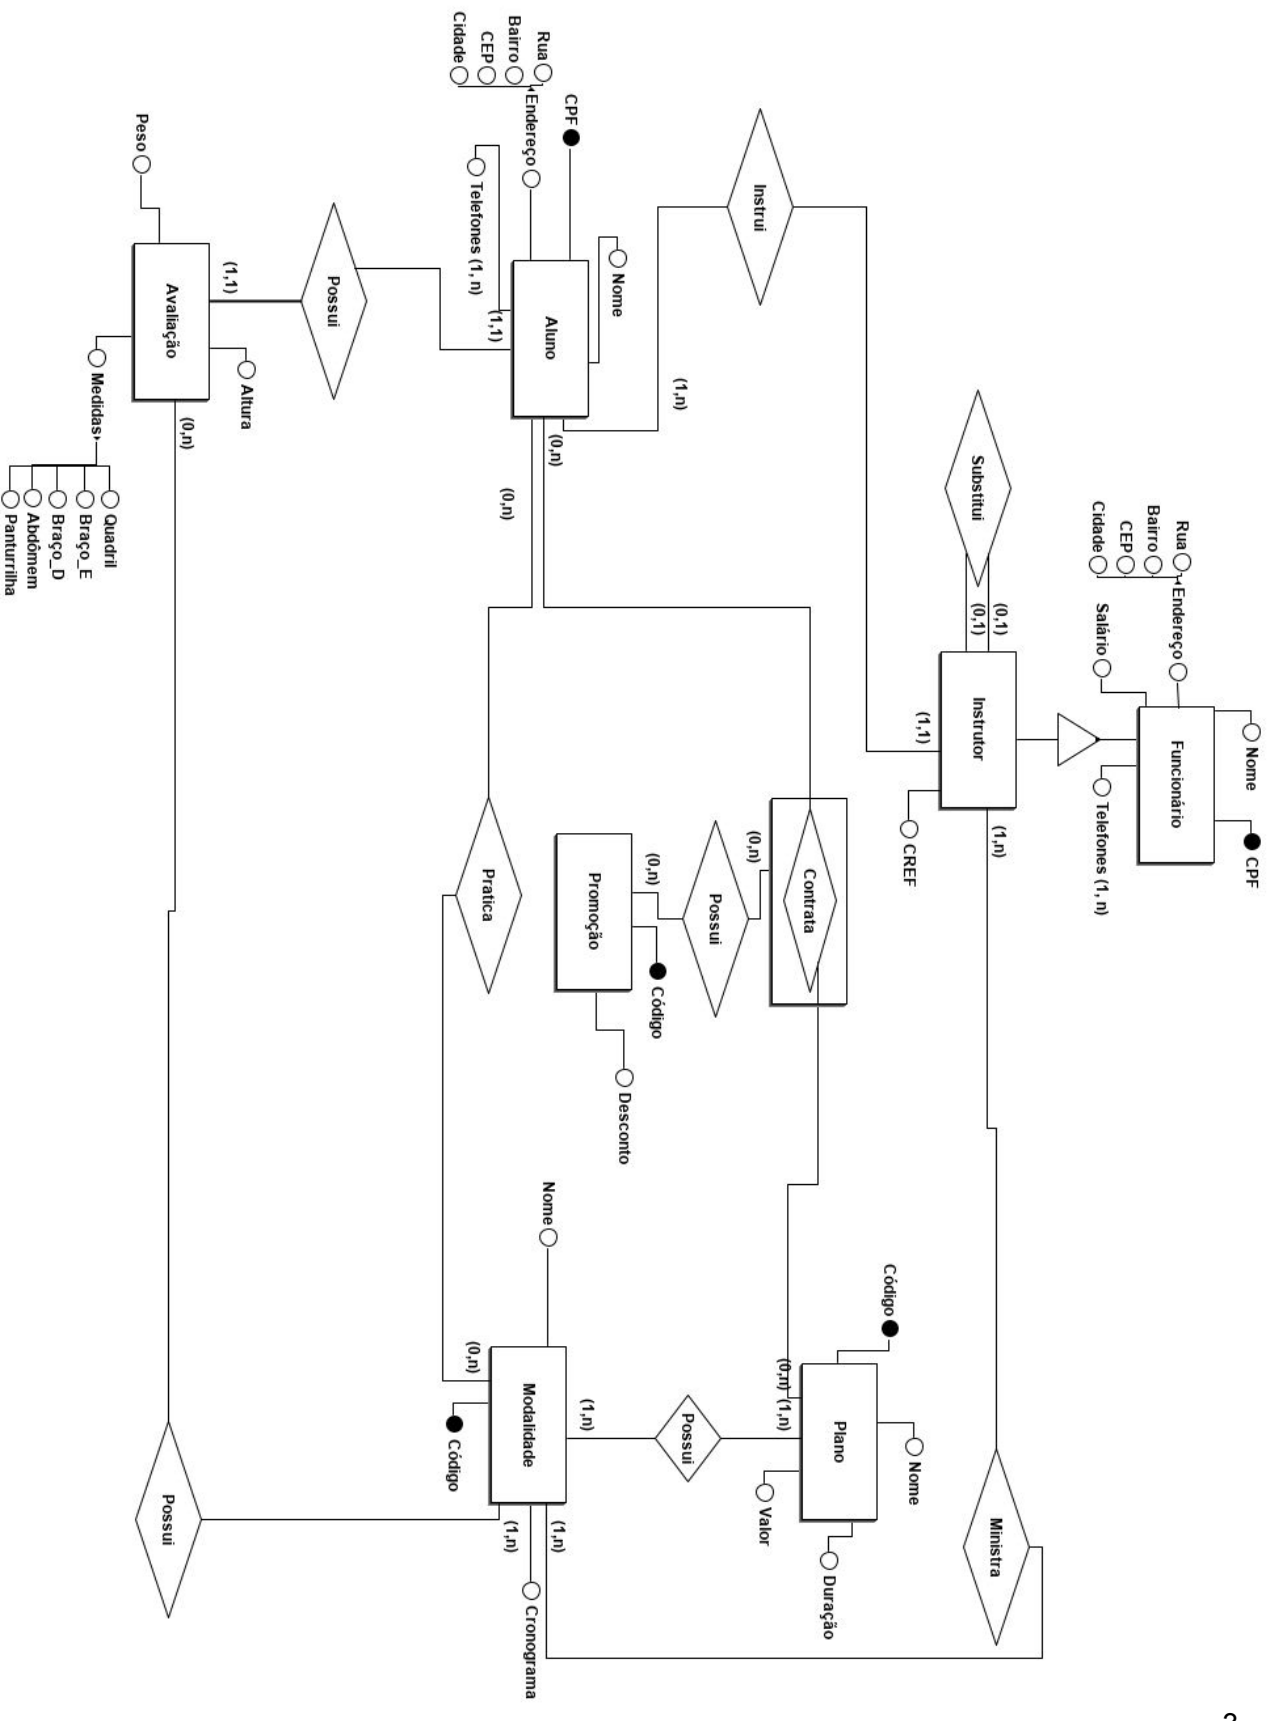 Nome
CPF
Rua
Bairro
CEP
Cidade
Endereço
Funcionário
Salário
Telefones (1, n)
Substitui
(0,1)
(0,1)
Instrutor
(1,n)
(1,1)
CREF
Ministra
Instrui
(1,n)
Código
Nome
Plano
Duração
Valor
(0,n)
(1,n)
Contrata
(0,n)
Possui
(0,n)
Possui
(1,n)
Promoção
Código
Desconto
Nome
CPF
Rua
Bairro
CEP
Cidade
Endereço
Telefones (1, n)
Aluno
(1,1)
(0,n)
(0,n)
Pratica
Nome
Modalidade
(0,n)
Código
(1,n)
(1,n)
Cronograma
Possui
(1,1)
Altura
Peso
Avaliação
(0,n)
Possui
Medidas
Quadril
Braço_E
Braço_D
Abdômem
Panturrilha